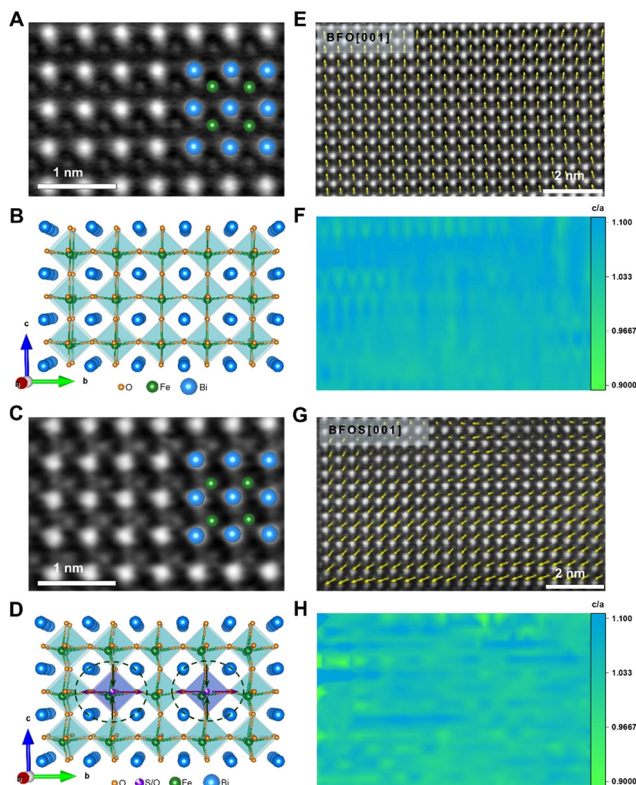 A
1 nm
B
c
b
O Fe Bi
C
1 nm
D
c
b
O S/O Fe Bi
E
BFO[001]
2 nm
F
c/a
1.100
1.033
0.9667
0.9000
G
BFOS[001]
2 nm
H
c/a
1.100
1.033
0.9667
0.9000